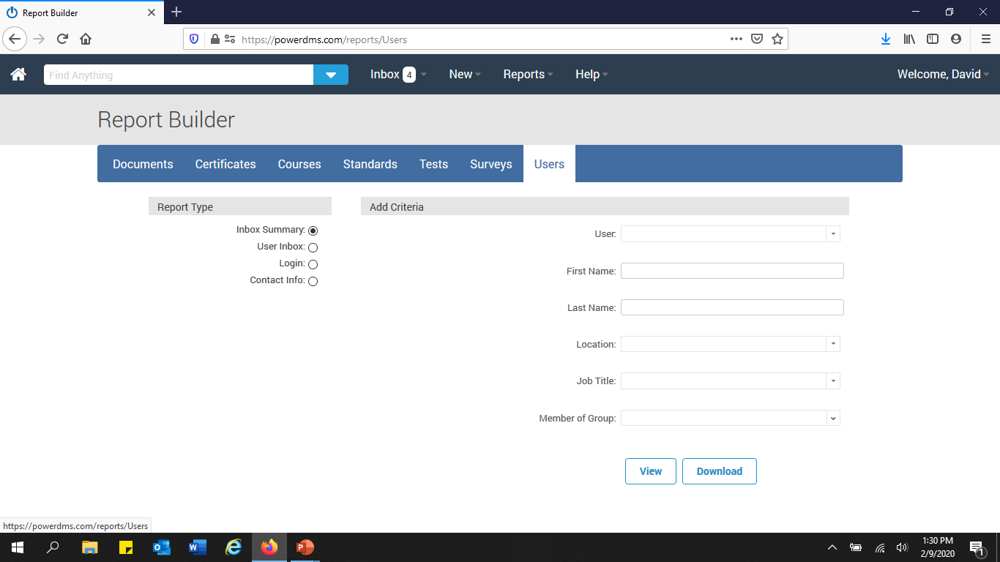 Report Builder
https://powerdms.com/reports/Users
Find Anything
Inbox 4 New Reports Help Welcome, David
Report Builder
Documents Certificates Courses Standards Tests Surveys Users
Report Type Add Criteria
Inbox Summary:
User Inbox:
Login:
Contact Info:
User:
First Name:
Last Name:
Location:
Job Title:
Member of Group:
View Download
https://powerdms.com/reports/Users
1:30 PM
2/9/2020
1